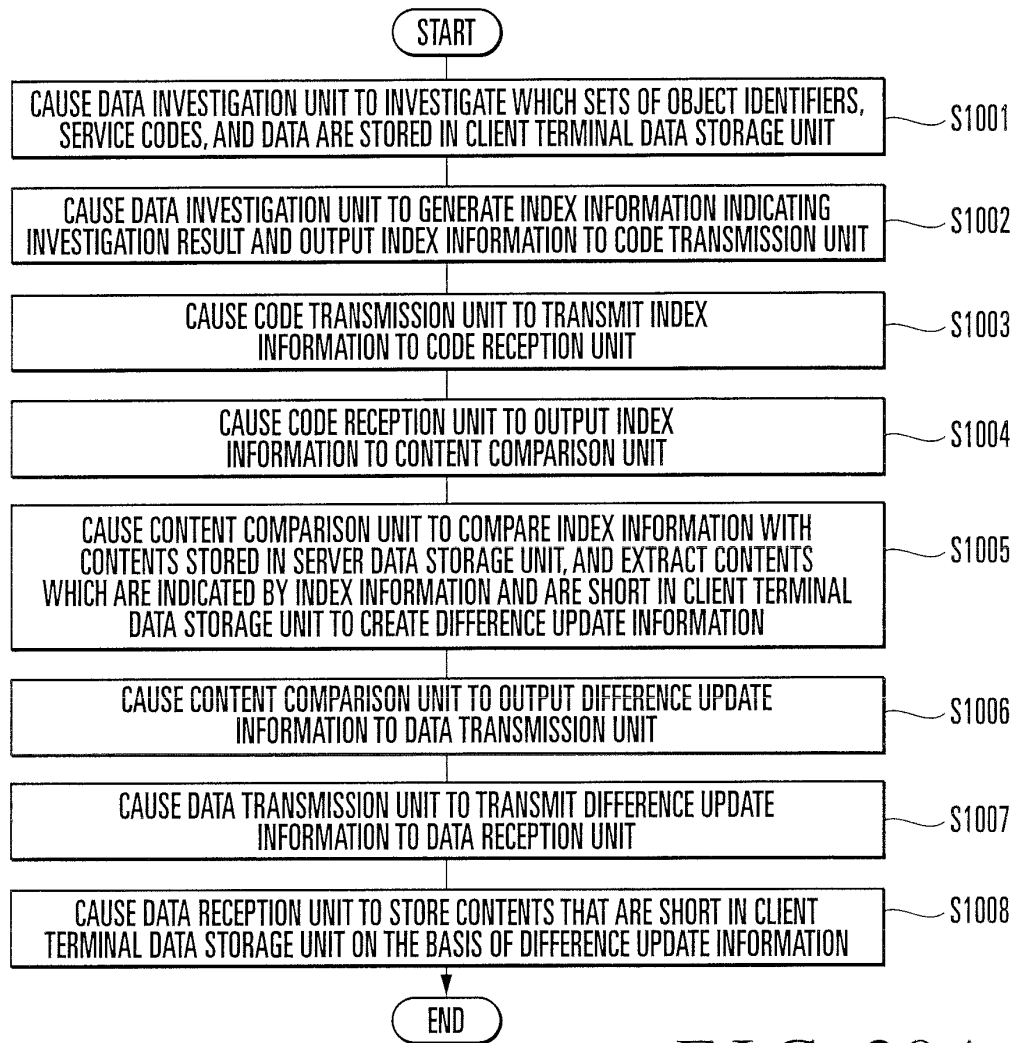 START
CAUSE DATA INVESTIGATION UNIT TO INVESTIGATE WHICH SETS OF OBJECT IDENTIFIERS,
SERVICE CODES, AND DATA ARE STORED IN CLIENT TERMINAL DATA STORAGE UNIT
S1001
CAUSE DATA INVESTIGATION UNIT TO GENERATE INDEX INFORMATION INDICATING
INVESTIGATION RESULT AND OUTPUT INDEX INFORMATION TO CODE TRANSMISSION UNIT
S1002
CAUSE CODE TRANSMISSION UNIT TO TRANSMIT INDEX
INFORMATION TO CODE RECEPTION UNIT
S1003
CAUSE CODE RECEPTION UNIT TO OUTPUT INDEX
INFORMATION TO CONTENT COMPARISON UNIT
S1004
CAUSE CONTENT COMPARISON UNIT TO COMPARE INDEX INFORMATION WITH
CONTENTS STORED IN SERVER DATA STORAGE UNIT, AND EXTRACT CONTENTS
WHICH ARE INDICATED BY INDEX INFORMATION AND ARE SHORT IN CLIENT TERMINAL
DATA STORAGE UNIT TO CREATE DIFFERENCE UPDATE INFORMATION
S1005
CAUSE CONTENT COMPARISON UNIT TO OUTPUT DIFFERENCE UPDATE
INFORMATION TO DATA TRANSMISSION UNIT
S1006
CAUSE DATA TRANSMISSION UNIT TO TRANSMIT DIFFERENCE UPDATE
INFORMATION TO DATA RECEPTION UNIT
S1007
CAUSE DATA RECEPTION UNIT TO STORE CONTENTS THAT ARE SHORT IN CLIENT
TERMINAL DATA STORAGE UNIT ON THE BASIS OF DIFFERENCE UPDATE INFORMATION
S1008
END